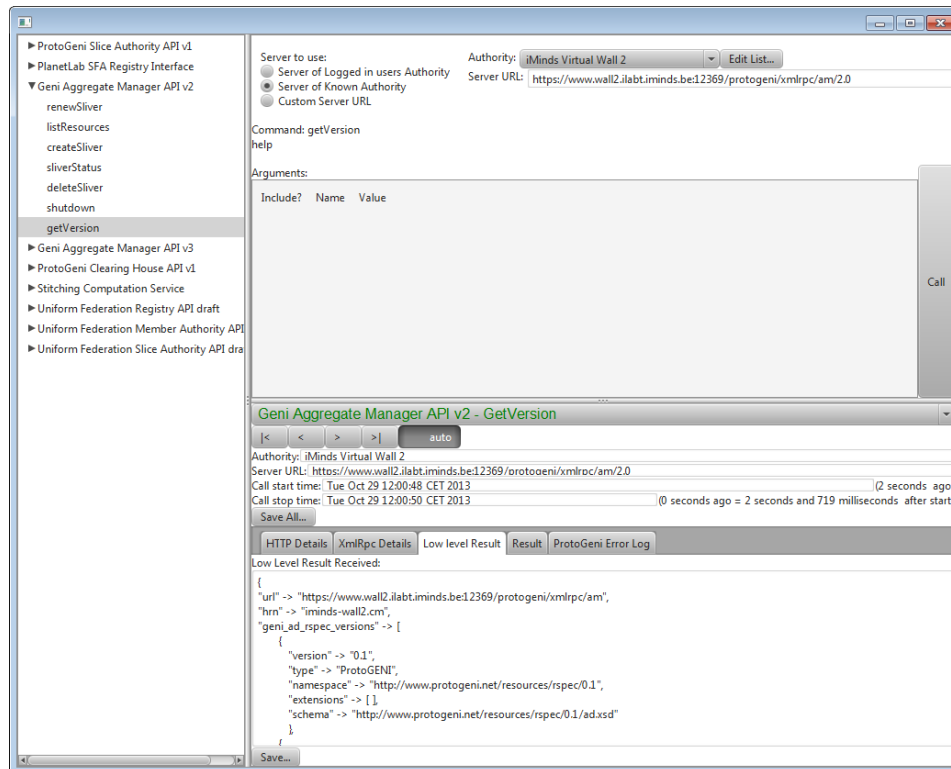 ProtoGeni Slice Authority API v1
PlanetLab SFA Registry Interface
Geni Aggregate Manager API v2
renewSliver
listResources
createSliver
sliverStatus
deleteSliver
shutdown
getVersion
Geni Aggregate Manager API v3
ProtoGeni Clearing House API v1
Stitching Computation Service
Uniform Federation Registry API draft
Uniform Federation Member Authority API
Uniform Federation Slice Authority API dra
Server to use:
Server of Logged in users Authority
Server of Known Authority
Custom Server URL
Authority: iMinds Virtual Wall 2 Edit List...
Server URL: https://www.wall2.ilabt.iminds.be:12369/protogeni/xmlrpc/am/2.0
Command: getVersion
help
Arguments:
Include? Name Value
Call
Geni Aggregate Manager API v2 - GetVersion
|< < > >| auto
Authority: iMinds Virtual Wall 2
Server URL: https://www.wall2.ilabt.iminds.be:12369/protogeni/xmlrpc/am/2.0
Call start time: Tue Oct 29 12:00:48 CET 2013 (2 seconds ago
Call stop time: Tue Oct 29 12:00:50 CET 2013 (0 seconds ago = 2 seconds and 719 milliseconds after start
Save All...
HTTP Details XmlRpc Details Low level Result Result ProtoGeni Error Log
Low Level Result Received:
{
"url" -> "https://www.wall2.ilabt.iminds.be:12369/protogeni/xmlrpc/am",
"hrn" -> "iminds-wall2.cm",
"geni_ad_rspec_versions" -> [
{
"version" -> "0.1",
"type" -> "ProtoGENI",
"namespace" -> "http://www.protogeni.net/resources/rspec/0.1",
"extensions" -> [ ],
"schema" -> "http://www.protogeni.net/resources/rspec/0.1/ad.xsd"
},
{
Save...